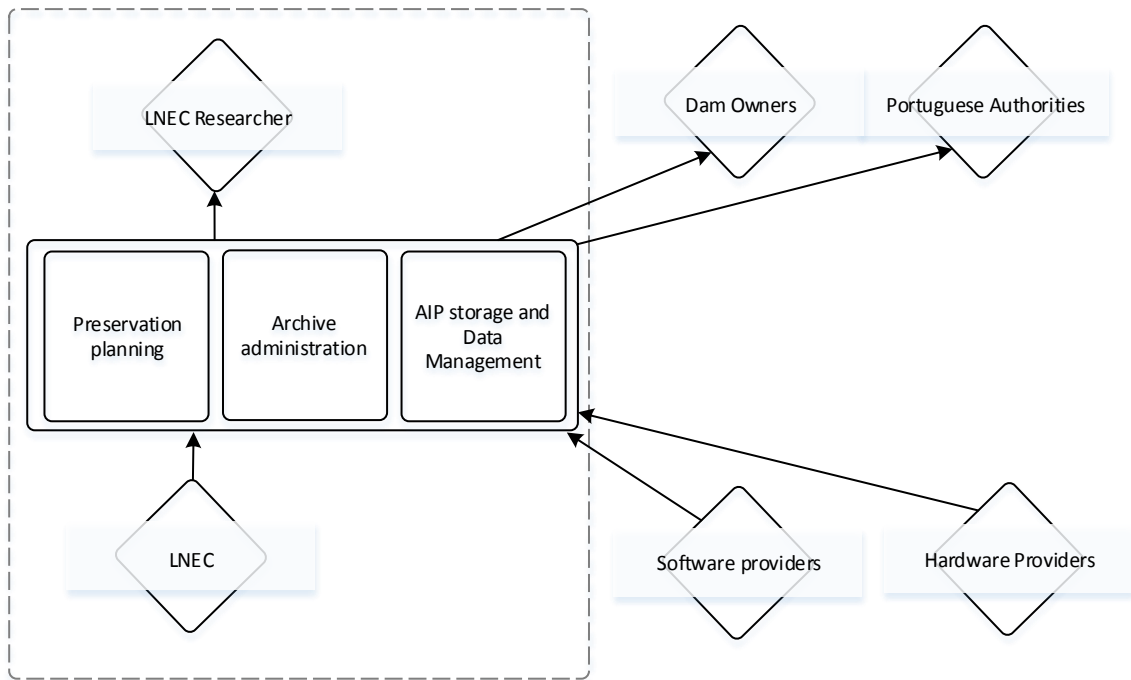 LNEC Researcher
Dam Owners
Portuguese Authorities
Preservation
planning
Archive
administration
AIP storage and
Data
Management
LNEC
Software providers
Hardware Providers